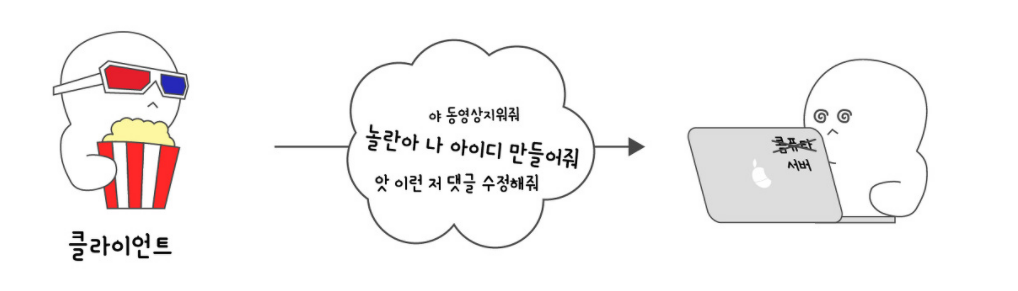 야 동영상지워줘
놀란아 나 아이디 만들어줘
앗 이런 저 댓글 수정해줘
클라이언트
컴퓨타
서버